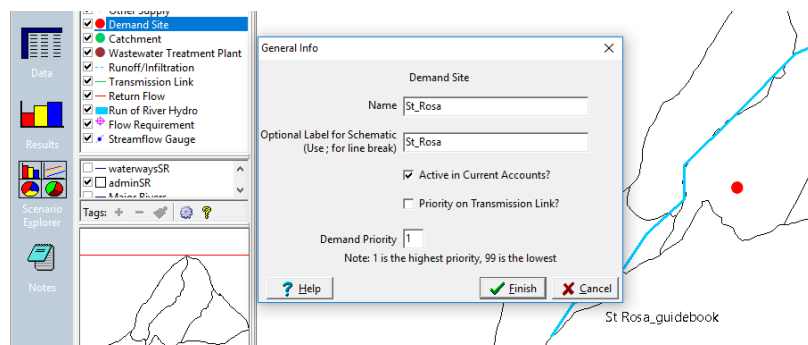 Other Supply
Demand Site
Catchment
Wastewater Treatment Plant
Runoff/Infiltration
Transmission Link
Return Flow
Run of River Hydro
Flow Requirement
Streamflow Gauge
waterwaysSR
adminSR
Major Rivers
Tags:
Data
Results
Scenario
Explorer
Notes
General Info
Demand Site
Name St_Rosa
Optional Label for Schematic St_Rosa
(Use ; for line break)
Active in Current Accounts?
Priority on Transmission Link?
Demand Priority 1
Note: 1 is the highest priority, 99 is the lowest
? Help
Finish
Cancel
St Rosa_guidebook